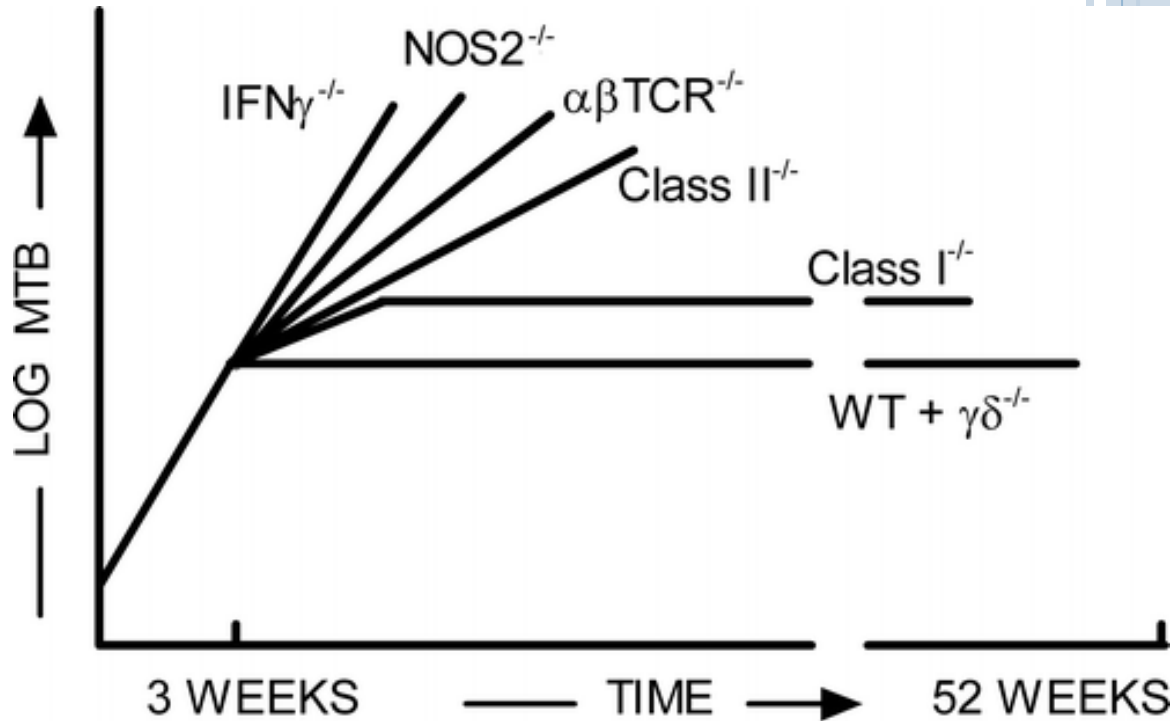 NOS2-/-
IFNγ-/-
αβTCR-/-
Class II-/-
Class I-/-
WT + γδ-/-
LOG MTB
3 WEEKS
TIME
52 WEEKS